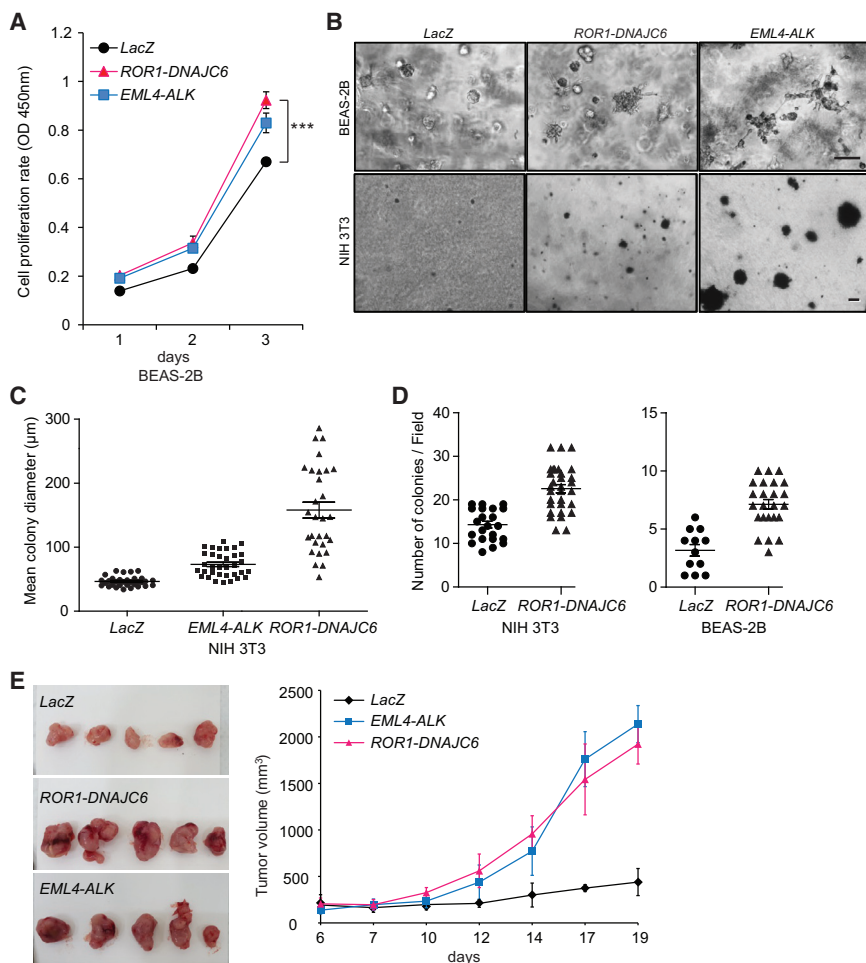 A
LacZ
ROR1-DNAJC6
EML4-ALK
Cell proliferation rate (OD 450nm)
1.2
1
0.8
0.6
0.4
0.2
0
***
1 2 3
days
BEAS-2B
B
LacZ ROR1-DNAJC6 EML4-ALK
BEAS-2B
NIH 3T3
C
Mean colony diameter (µm)
300
200
100
0
LacZ EML4-ALK ROR1-DNAJC6
NIH 3T3
D
Number of colonies / Field
40
30
20
10
0
LacZ ROR1-DNAJC6
NIH 3T3
15
10
5
0
LacZ ROR1-DNAJC6
BEAS-2B
E
LacZ
ROR1-DNAJC6
EML4-ALK
LacZ
EML4-ALK
ROR1-DNAJC6
Tumor volume (mm³)
2500
2000
1500
1000
500
0
6 7 10 12 14 17 19
days